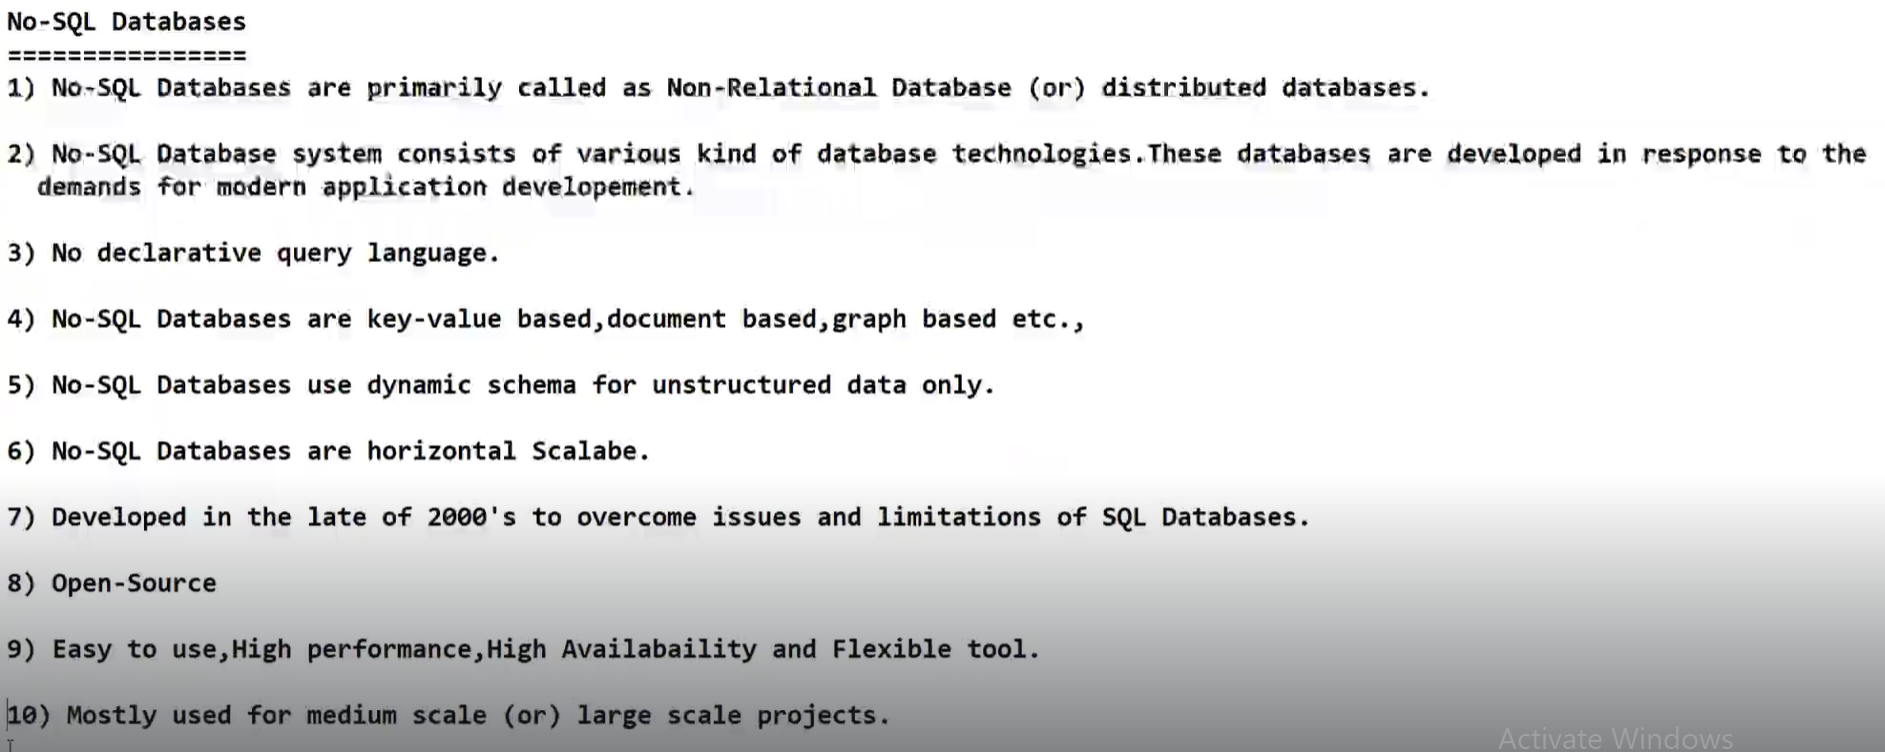 No-SQL Databases
================
1) No-SQL Databases are primarily called as Non-Relational Database (or) distributed databases.
2) No-SQL Database system consists of various kind of database technologies.These databases are developed in response to the
demands for modern application developement.
3) No declarative query language.
4) No-SQL Databases are key-value based,document based,graph based etc.,
5) No-SQL Databases use dynamic schema for unstructured data only.
6) No-SQL Databases are horizontal Scalabe.
7) Developed in the late of 2000's to overcome issues and limitations of SQL Databases.
8) Open-Source
9) Easy to use,High performance,High Availabaility and Flexible tool.
10) Mostly used for medium scale (or) large scale projects.
Activate Windows